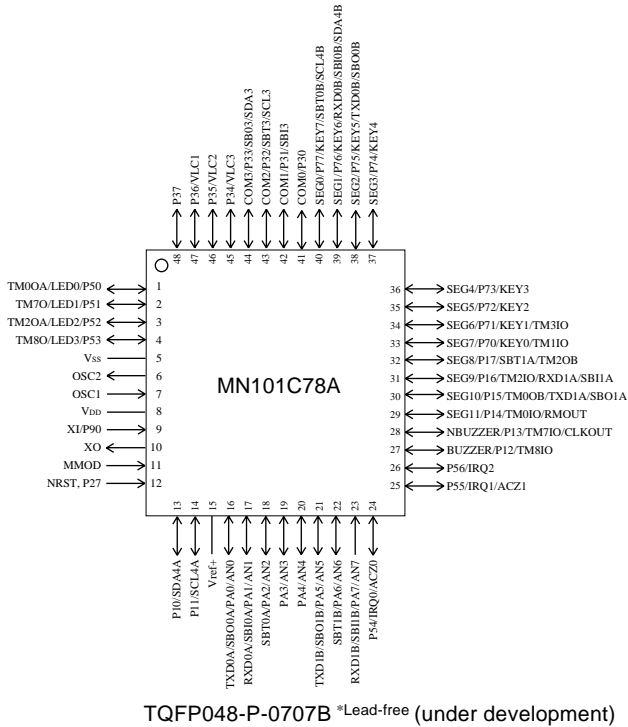 P37
P36/VLC1
P35/VLC2
P34/VLC3
COM3/P33/SB03/SDA3
COM2/P32/SBT3/SCL3
COM1/P31/SBI3
COM0/P30
SEG0/P77/KEY7/SBT0B/SCL4B
SEG1/P76/KEY6/RXD0B/SBI0B/SDA4B
SEG2/P75/KEY5/TXD0B/SBO0B
SEG3/P74/KEY4
48
47
46
45
44
43
42
41
40
39
38
37
TM0OA/LED0/P50 1
TM7O/LED1/P51 2
TM2OA/LED2/P52 3
TM8O/LED3/P53 4
VSS 5
OSC2 6
OSC1 7
VDD 8
XI/P90 9
XO 10
MMOD 11
NRST, P27 12
MN101C78A
36 SEG4/P73/KEY3
35 SEG5/P72/KEY2
34 SEG6/P71/KEY1/TM3IO
33 SEG7/P70/KEY0/TM1IO
32 SEG8/P17/SBT1A/TM2OB
31 SEG9/P16/TM2IO/RXD1A/SBI1A
30 SEG10/P15/TM0OB/TXD1A/SBO1A
29 SEG11/P14/TM0IO/RMOUT
28 NBUZZER/P13/TM7IO/CLKOUT
27 BUZZER/P12/TM8IO
26 P56/IRQ2
25 P55/IRQ1/ACZ1
13
14
15
16
17
18
19
20
21
22
23
24
P10/SDA4A
P11/SCL4A
Vref+
TXD0A/SBO0A/PA0/AN0
RXD0A/SBI0A/PA1/AN1
SBT0A/PA2/AN2
PA3/AN3
PA4/AN4
TXD1B/SBO1B/PA5/AN5
SBT1B/PA6/AN6
RXD1B/SBI1B/PA7/AN7
P54/IRQ0/ACZ0
TQFP048-P-0707B *Lead-free (under development)